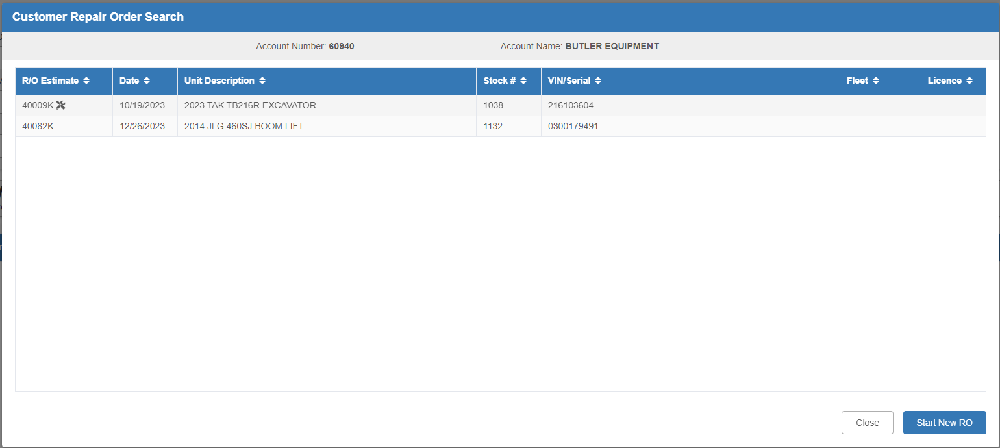 Customer Repair Order Search
Account Number: 60940 Account Name: BUTLER EQUIPMENT
R/O Estimate Date Unit Description Stock # VIN/Serial Fleet Licence
40009K 10/19/2023 2023 TAK TB216R EXCAVATOR 1038 216103604
40082K 12/26/2023 2014 JLG 460SJ BOOM LIFT 1132 0300179491
Close Start New RO